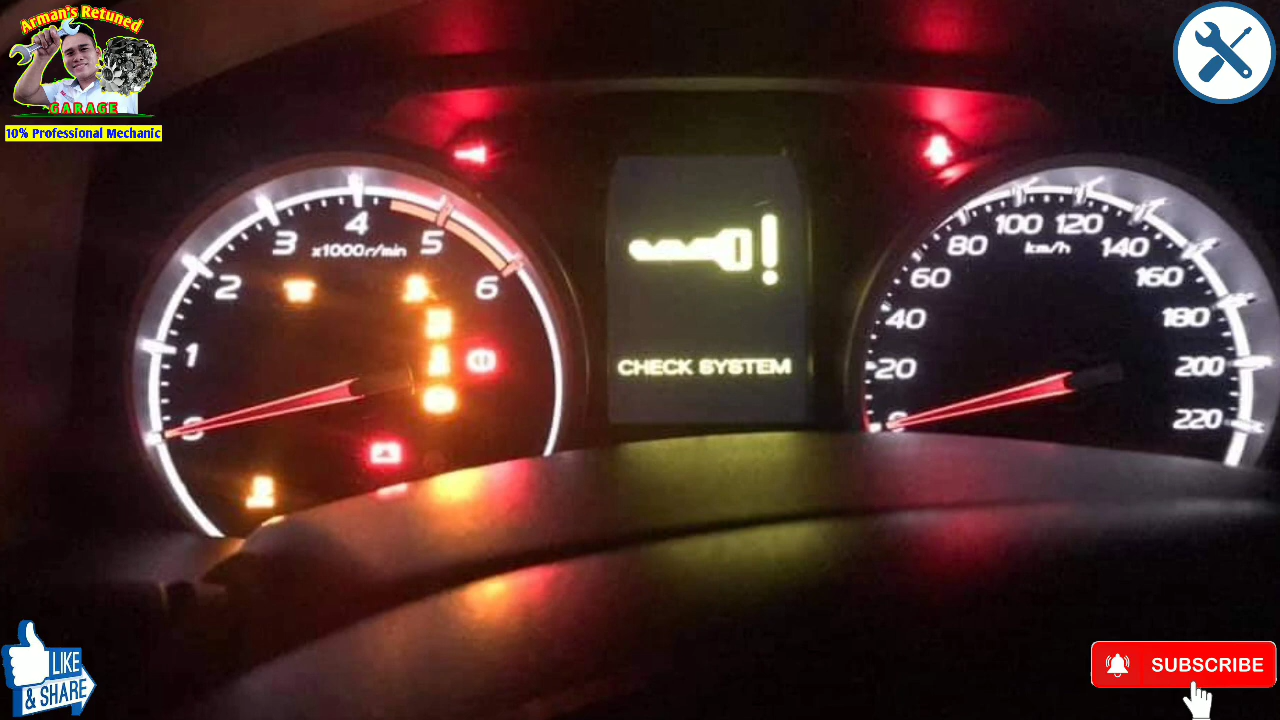 Arman's Retuned
GARAGE
10% Professional Mechanic
0
1
2
3
4
5
6
x1000r/min
!
CHECK SYSTEM
0
20
40
60
80
100
120
140
160
180
200
220
km/h
LIKE
& SHARE
SUBSCRIBE